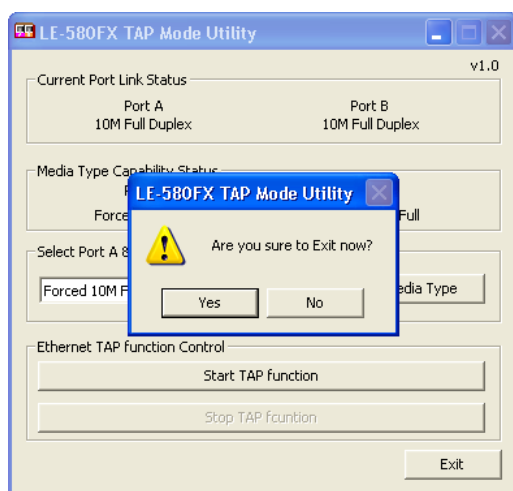 LE-580FX TAP Mode Utility
v1.0
Current Port Link Status
Port A Port B
10M Full Duplex 10M Full Duplex
Media Type Capability Status
Force Full
LE-580FX TAP Mode Utility
Are you sure to Exit now?
Yes No
Select Port A &
Forced 10M F edia Type
Ethernet TAP function Control
Start TAP function
Stop TAP fcuntion
Exit